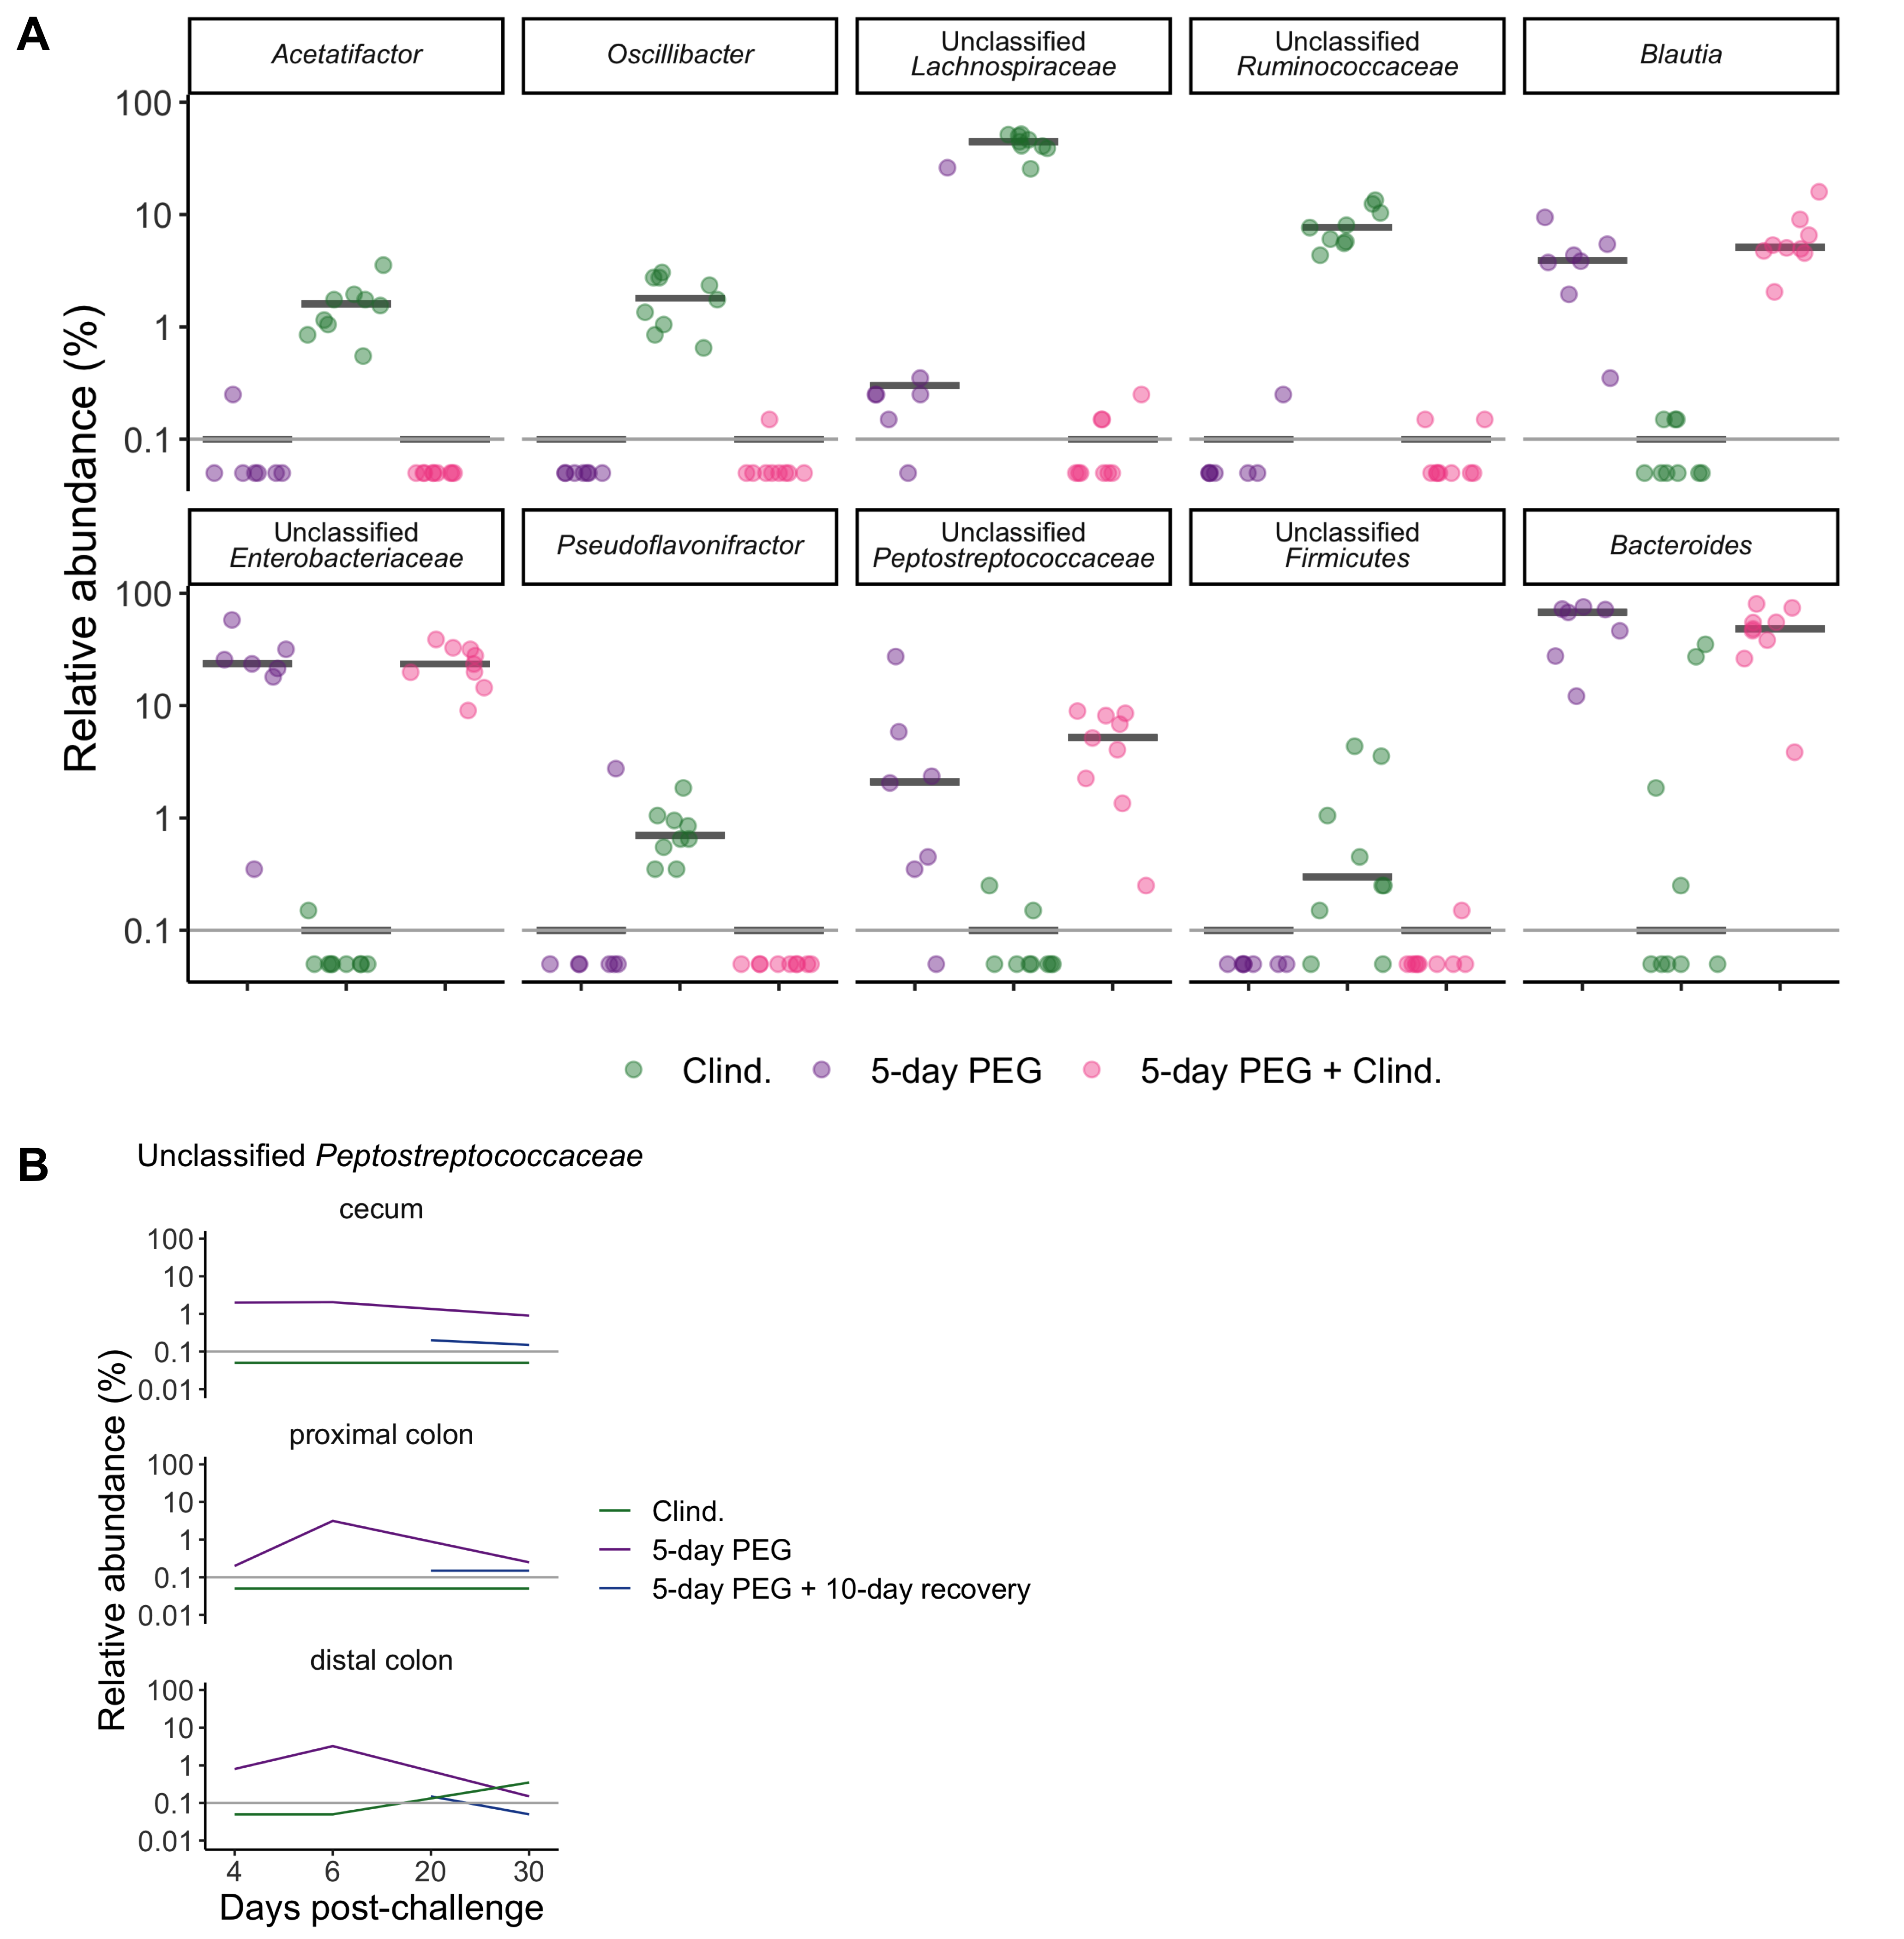 A
Acetatifactor
Oscillibacter
Unclassified
Lachnospiraceae
Unclassified
Ruminococcaceae
Blautia
100
10
1
0.1
Relative abundance (%)
Unclassified
Enterobacteriaceae
Pseudoflavonifractor
Unclassified
Peptostreptococcaceae
Unclassified
Firmicutes
Bacteroides
100
10
1
0.1
Clind.
5-day PEG
5-day PEG + Clind.
B
Unclassified Peptostreptococcaceae
cecum
100
10
1
0.1
0.01
Relative abundance (%)
proximal colon
100
10
1
0.1
0.01
Clind.
5-day PEG
5-day PEG + 10-day recovery
distal colon
100
10
1
0.1
0.01
4 6 20 30
Days post-challenge